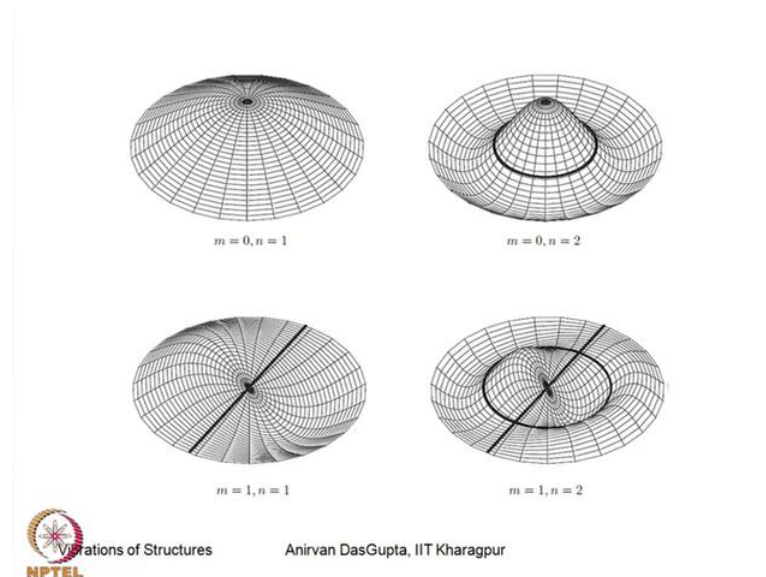 m = 0, n = 1
m = 0, n = 2
m = 1, n = 1
m = 1, n = 2
Vibrations of Structures
Anirvan DasGupta, IIT Kharagpur
NPTEL